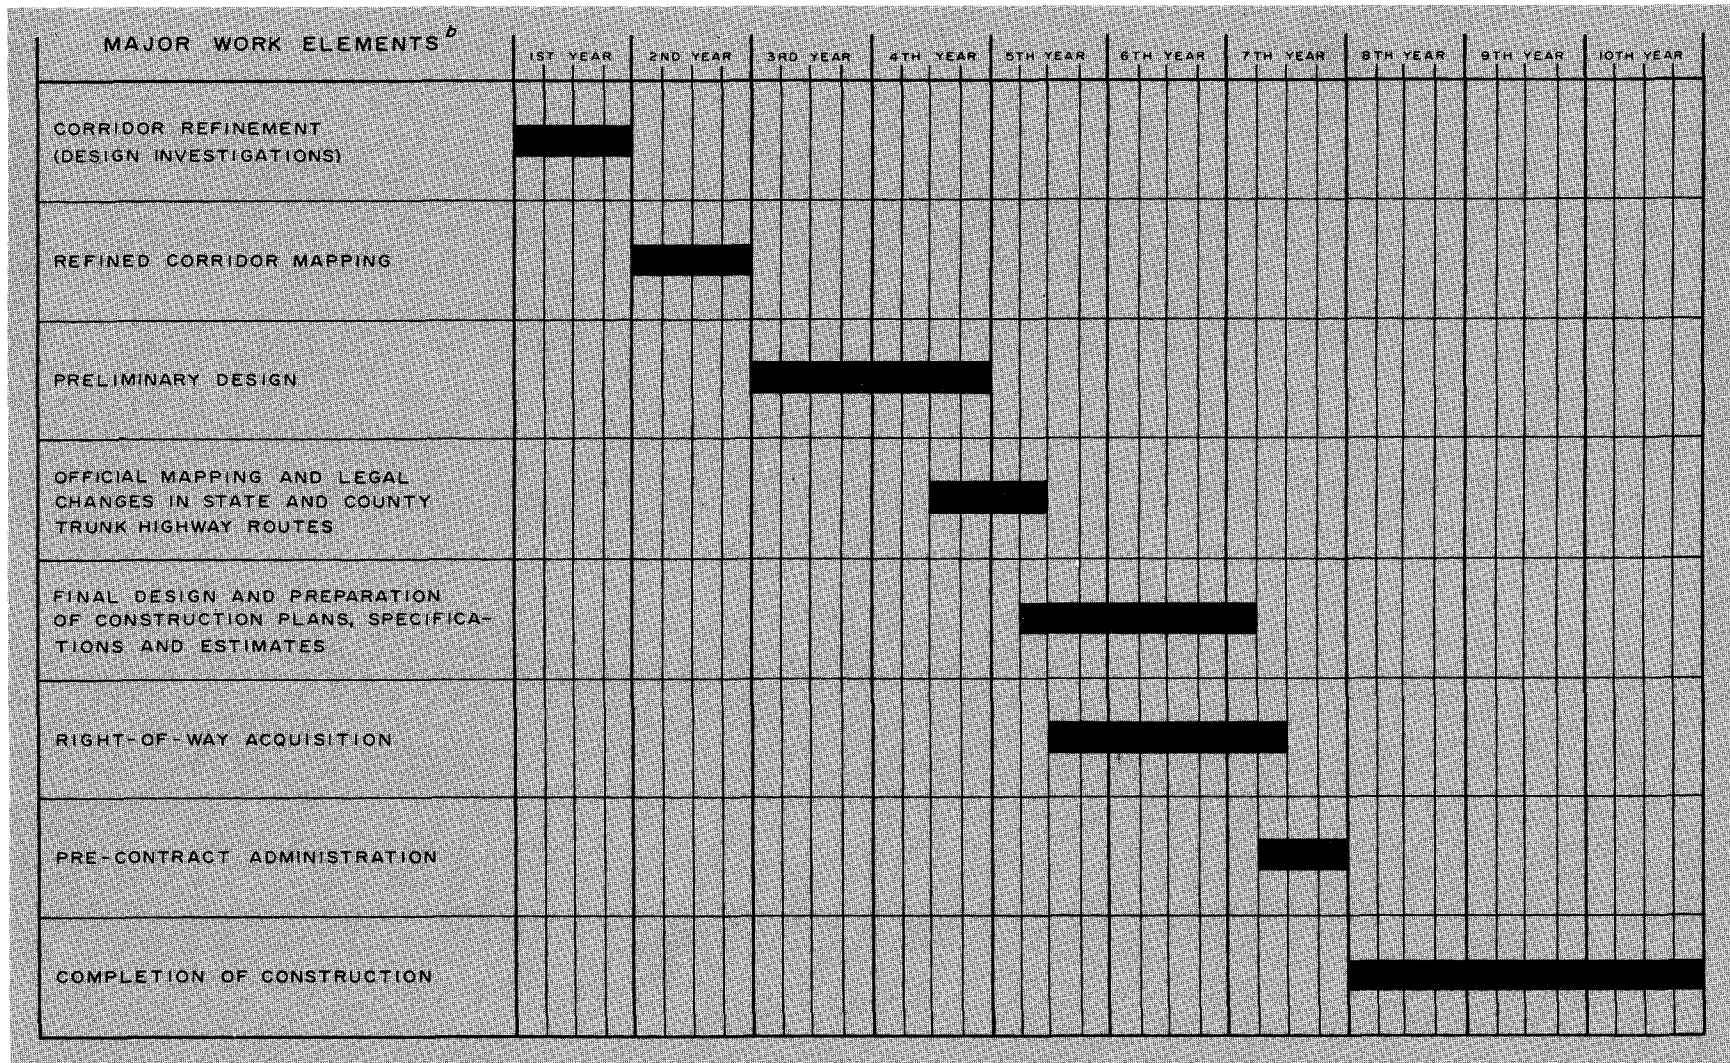 MAJOR WORK ELEMENTS b
1ST YEAR 2ND YEAR 3RD YEAR 4TH YEAR 5TH YEAR 6TH YEAR 7TH YEAR 8TH YEAR 9TH YEAR 10TH YEAR
CORRIDOR REFINEMENT
(DESIGN INVESTIGATIONS)
REFINED CORRIDOR MAPPING
PRELIMINARY DESIGN
OFFICIAL MAPPING AND LEGAL
CHANGES IN STATE AND COUNTY
TRUNK HIGHWAY ROUTES
FINAL DESIGN AND PREPARATION
OF CONSTRUCTION PLANS, SPECIFICA-
TIONS AND ESTIMATES
RIGHT-OF-WAY ACQUISITION
PRE-CONTRACT ADMINISTRATION
COMPLETION OF CONSTRUCTION